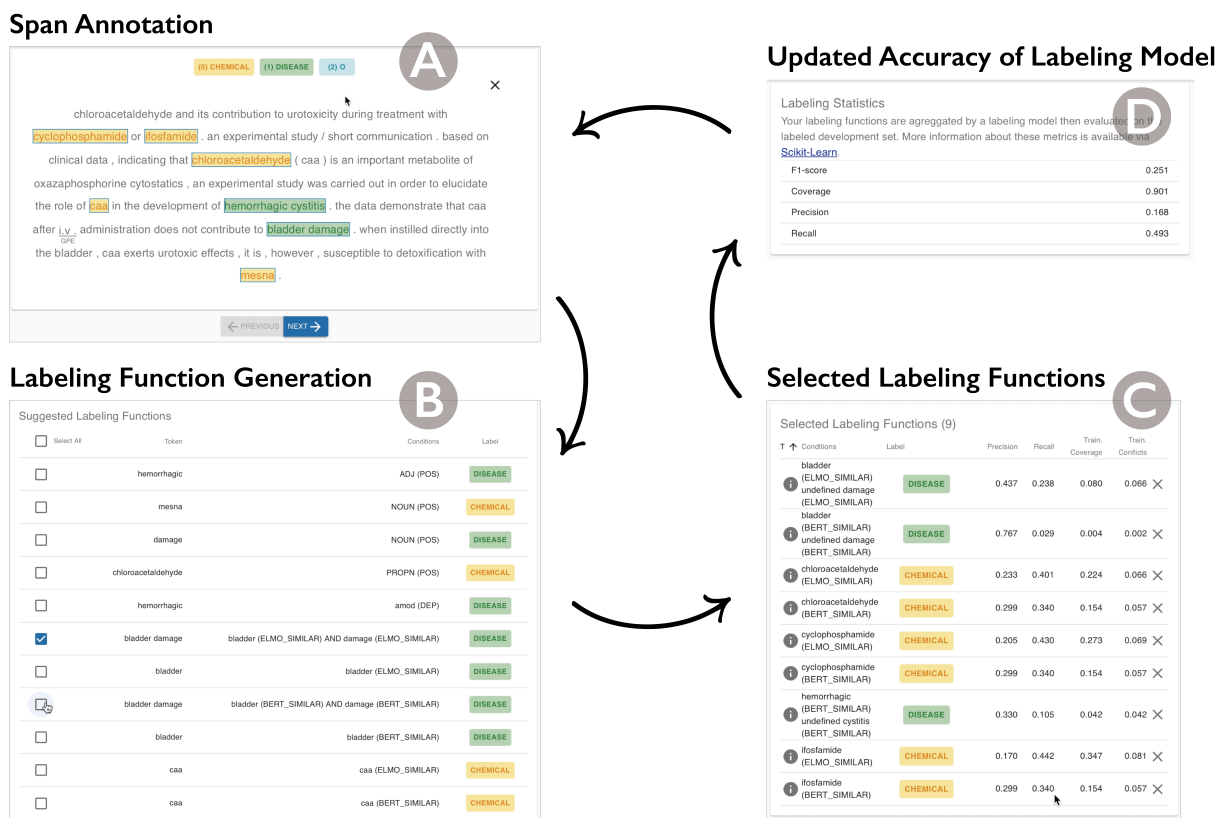 Span Annotation
A
(0) CHEMICAL (1) DISEASE (2) O
chloroacetaldehyde and its contribution to urotoxicity during treatment with
cyclophosphamide or ifosfamide . an experimental study / short communication . based on
clinical data , indicating that chloroacetaldehyde ( caa ) is an important metabolite of
oxazaphosphorine cytostatics , an experimental study was carried out in order to elucidate
the role of caa in the development of hemorrhagic cystitis . the data demonstrate that caa
after i.v . administration does not contribute to bladder damage . when instilled directly into
GPE
the bladder , caa exerts urotoxic effects , it is , however , susceptible to detoxification with
mesna .
PREVIOUS NEXT
Updated Accuracy of Labeling Model
D
Labeling Statistics
Your labeling functions are agreggated by a labeling model then evaluated on the
labeled development set. More information about these metrics is available via
Scikit-Learn.
F1-score 0.251
Coverage 0.901
Precision 0.168
Recall 0.493
Labeling Function Generation
B
Suggested Labeling Functions
Select All Token Conditions Label
hemorrhagic ADJ (POS) DISEASE
mesna NOUN (POS) CHEMICAL
damage NOUN (POS) DISEASE
chloroacetaldehyde PROPN (POS) CHEMICAL
hemorrhagic amod (DEP) DISEASE
bladder damage bladder (ELMO_SIMILAR) AND damage (ELMO_SIMILAR) DISEASE
bladder bladder (ELMO_SIMILAR) DISEASE
bladder damage bladder (BERT_SIMILAR) AND damage (BERT_SIMILAR) DISEASE
bladder bladder (BERT_SIMILAR) DISEASE
caa caa (ELMO_SIMILAR) CHEMICAL
caa caa (BERT_SIMILAR) CHEMICAL
Selected Labeling Functions
C
Selected Labeling Functions (9)
T Conditions Label Precision Recall Train. Coverage Train. Conflicts
bladder
(ELMO_SIMILAR)
undefined damage
(ELMO_SIMILAR)
DISEASE 0.437 0.238 0.080 0.066
bladder
(BERT_SIMILAR)
undefined damage
(BERT_SIMILAR)
DISEASE 0.767 0.029 0.004 0.002
chloroacetaldehyde
(ELMO_SIMILAR)
CHEMICAL 0.233 0.401 0.224 0.066
chloroacetaldehyde
(BERT_SIMILAR)
CHEMICAL 0.299 0.340 0.154 0.057
cyclophosphamide
(ELMO_SIMILAR)
CHEMICAL 0.205 0.430 0.273 0.069
cyclophosphamide
(BERT_SIMILAR)
CHEMICAL 0.299 0.340 0.154 0.057
hemorrhagic
(BERT_SIMILAR)
undefined cystitis
(BERT_SIMILAR)
DISEASE 0.330 0.105 0.042 0.042
ifosfamide
(ELMO_SIMILAR)
CHEMICAL 0.170 0.442 0.347 0.081
ifosfamide
(BERT_SIMILAR)
CHEMICAL 0.299 0.340 0.154 0.057